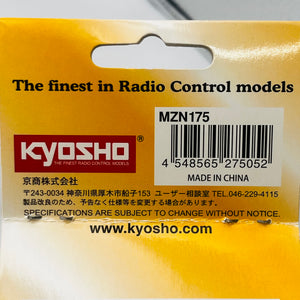 The finest in Radio Control models
MZN175
KYOSHO®
THE FINEST RADIO CONTROL MODELS
4 548565 275052
MADE IN CHINA
京商株式会社
〒243-0034 神奈川県厚木市船子153 ユーザー相談室 TEL.046-229-4115
製品改良のため、予告なく仕様等を変更する場合があります。
SPECIFICATIONS ARE SUBJECT TO CHANGE WITHOUT NOTICE.
www.kyosho.com